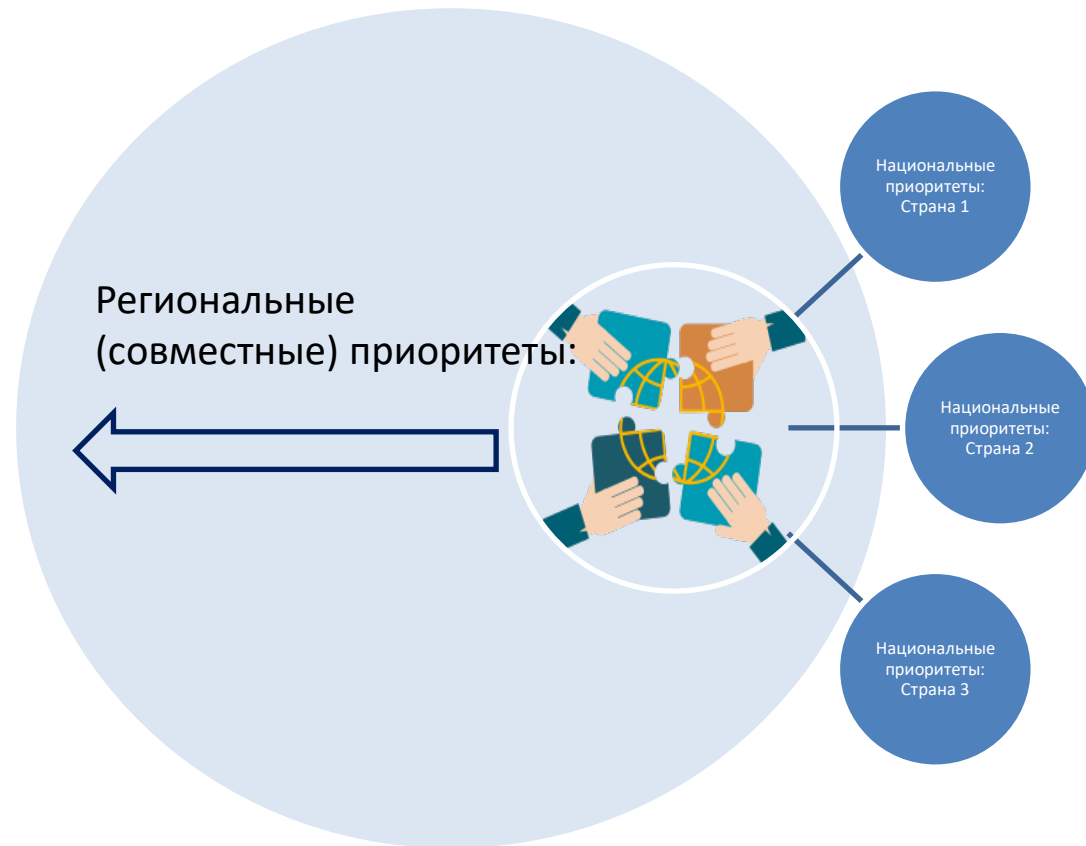 Региональные
(совместные) приоритеты:
Национальные
приоритеты:
Страна 1
Национальные
приоритеты:
Страна 2
Национальные
приоритеты:
Страна 3